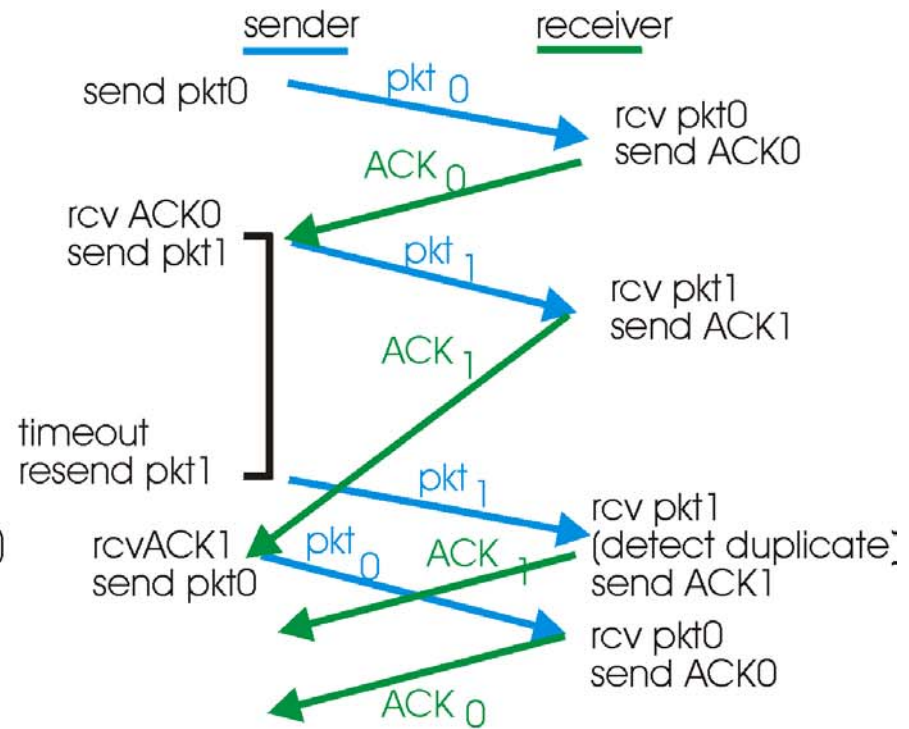 sender
receiver
send pkt0
pkt 0
rcv pkt0
send ACK0
ACK 0
rcv ACK0
send pkt1
pkt 1
rcv pkt1
send ACK1
ACK 1
timeout
resend pkt1
pkt 1
rcv pkt1
(detect duplicate)
send ACK1
rcvACK1
send pkt0
pkt 0
ACK 1
rcv pkt0
send ACK0
ACK 0
)